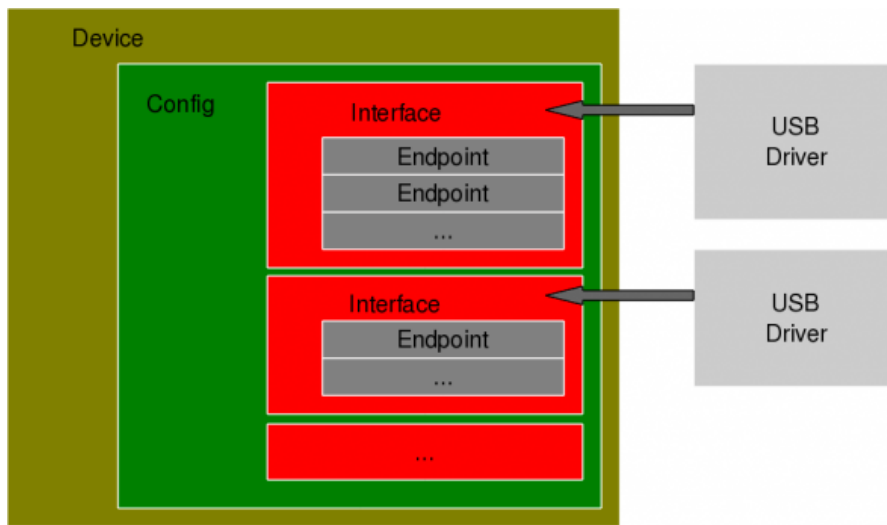 Device
Config
Interface
Endpoint
Endpoint
...
USB
Driver
Interface
Endpoint
...
USB
Driver
...